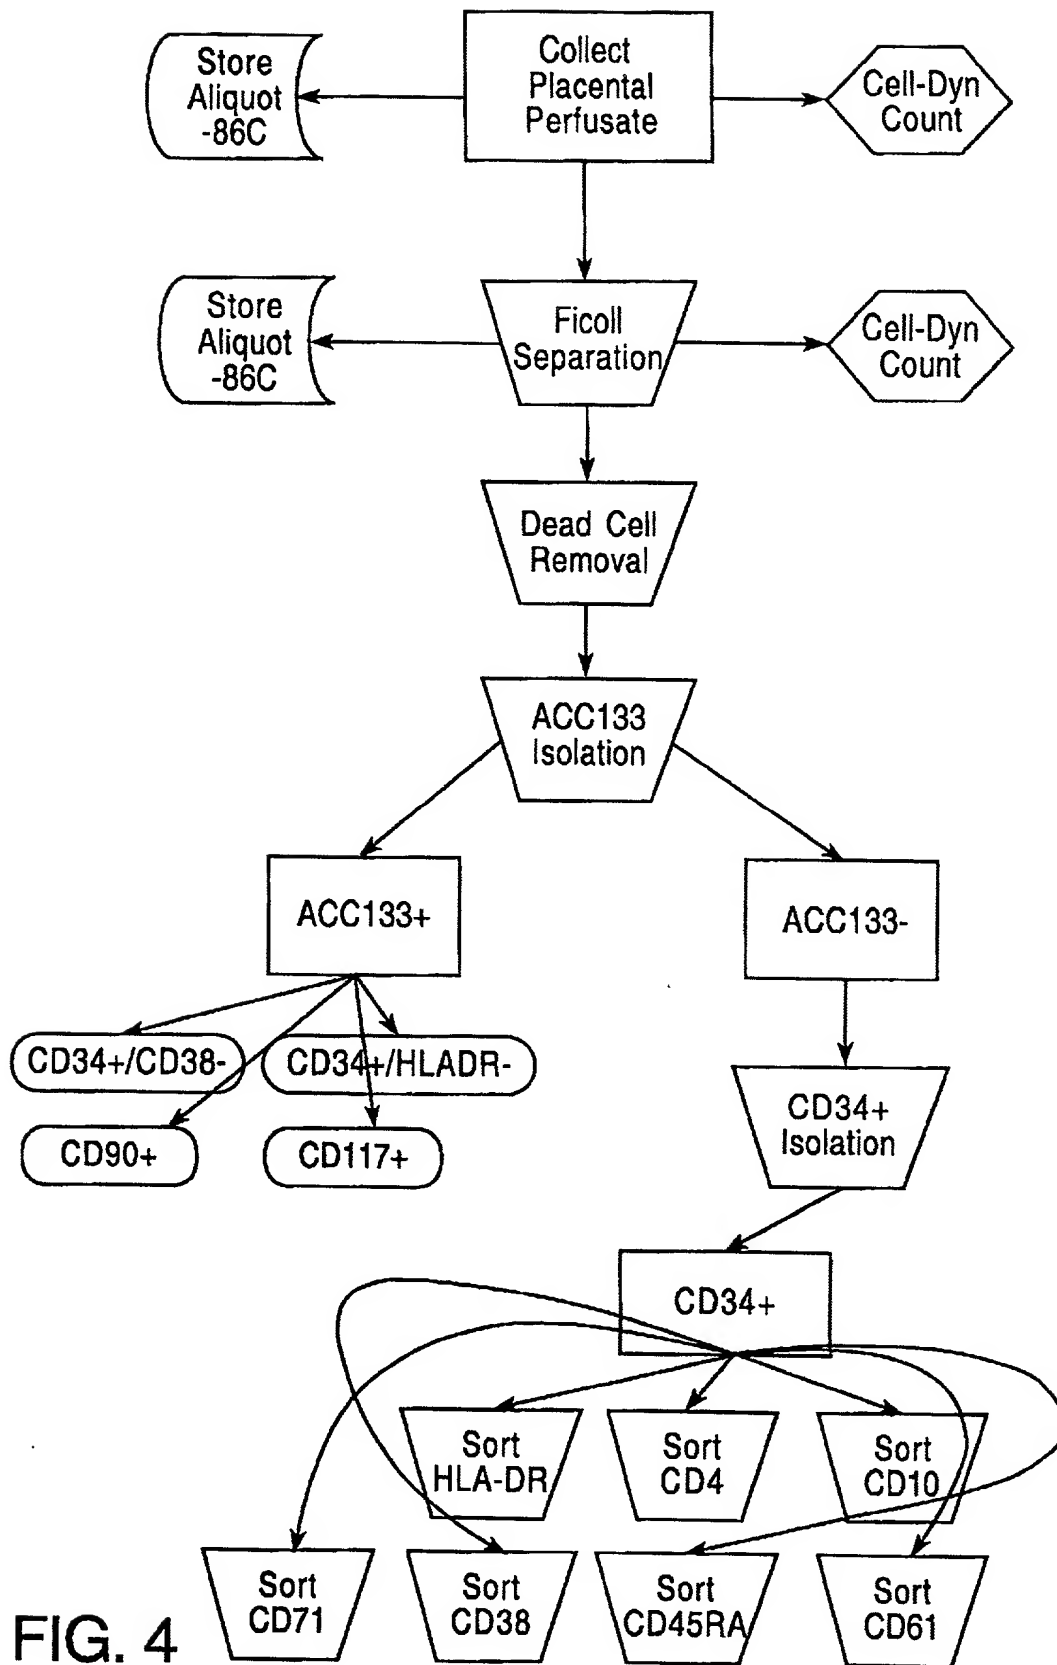 Store
Aliquot
-86C
Collect
Placental
Perfusate
Cell-Dyn
Count
Store
Aliquot
-86C
Ficoll
Separation
Cell-Dyn
Count
Dead Cell
Removal
ACC133
Isolation
ACC133+
ACC133-
CD34+/CD38-
CD34+/HLADR-
CD90+
CD117+
CD34+
Isolation
CD34+
Sort
HLA-DR
Sort
CD4
Sort
CD10
Sort
CD71
Sort
CD38
Sort
CD45RA
Sort
CD61
FIG. 4